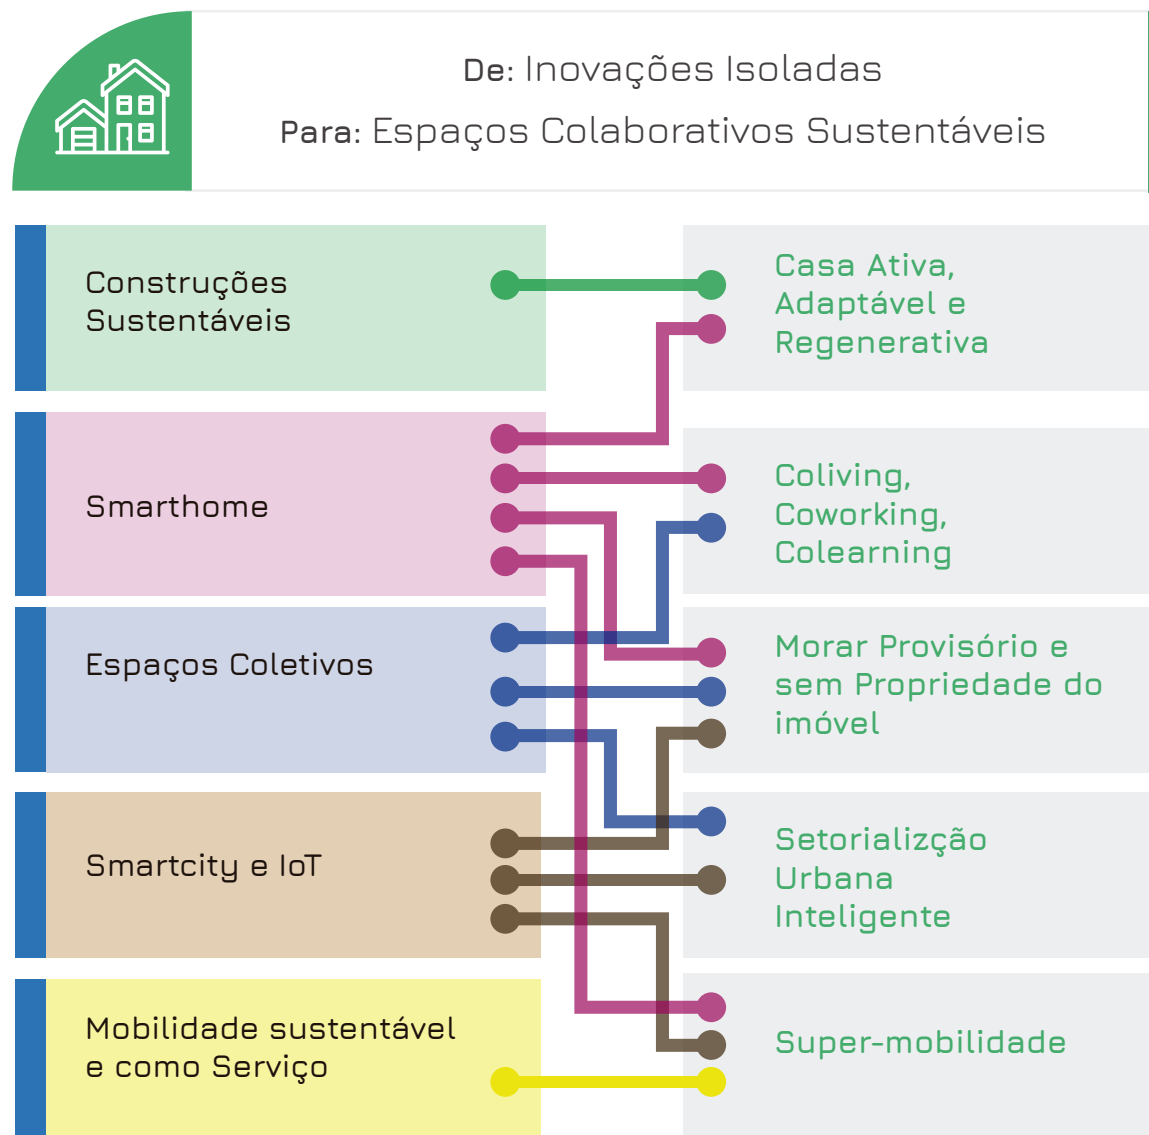 De: Inovações Isoladas
Para: Espaços Colaborativos Sustentáveis
Construções
Sustentáveis
Casa Ativa,
Adaptável e
Regenerativa
Smarthome
Coliving,
Coworking,
Colearning
Espaços Coletivos
Morar Provisório e
sem Propriedade do
imóvel
Smartcity e IoT
Setorializção
Urbana
Inteligente
Mobilidade sustentável
e como Serviço
Super-mobilidade